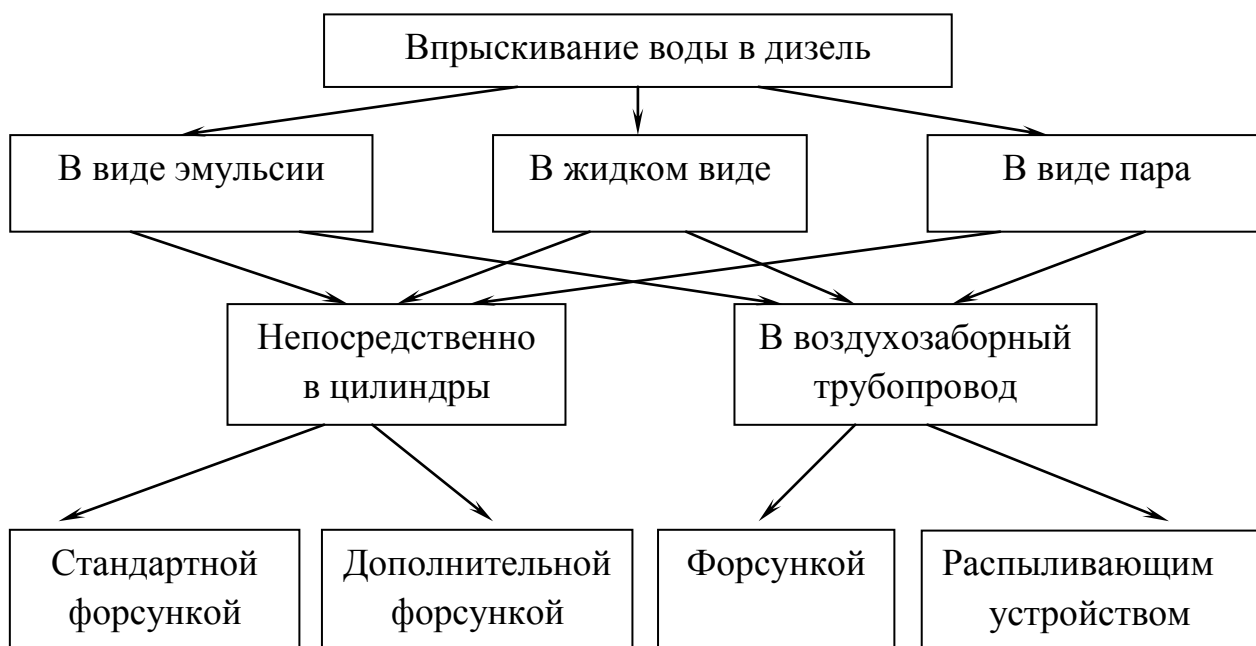 Впрыскивание воды в дизель
В виде эмульсии
В жидком виде
В виде пара
Непосредственно
в цилиндры
В воздухозаборный
трубопровод
Стандартной
форсункой
Дополнительной
форсункой
Форсункой
Распыливающим
устройством